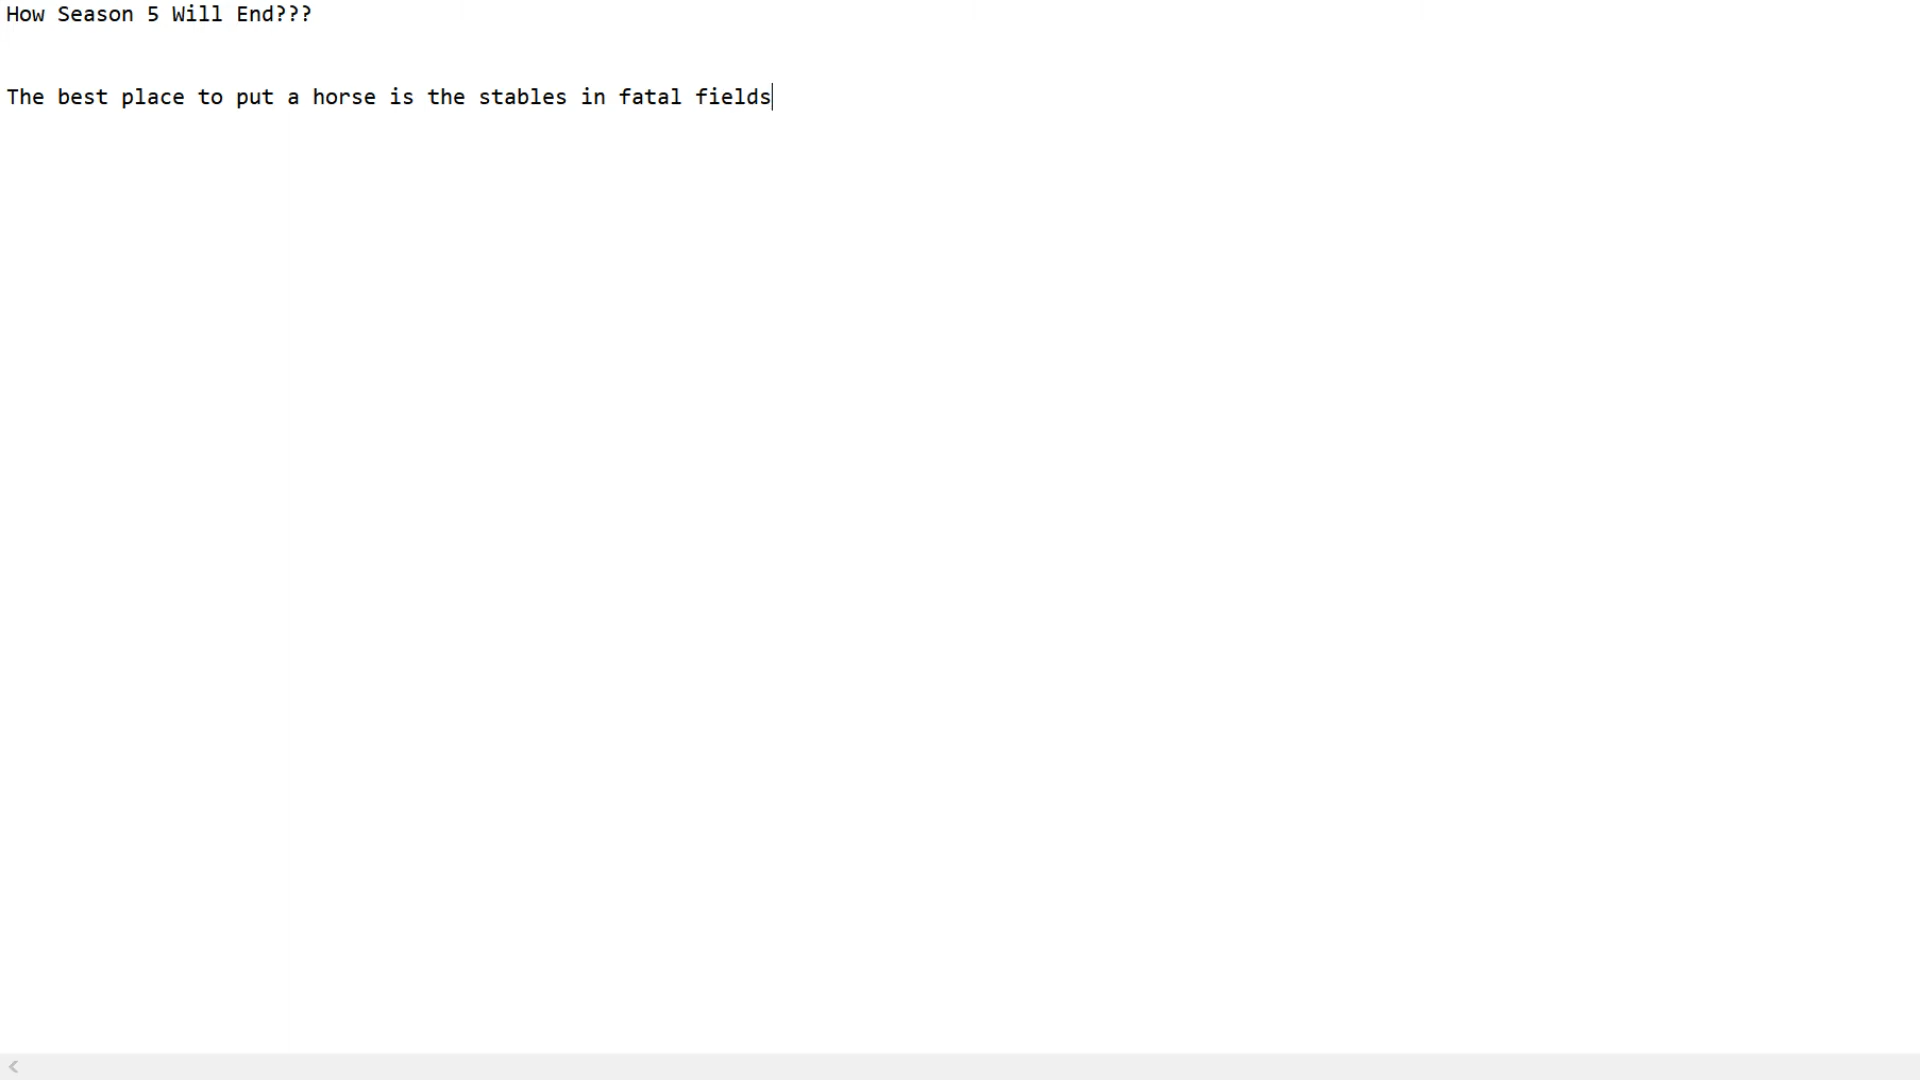 How Season 5 Will End???
The best place to put a horse is the stables in fatal fields